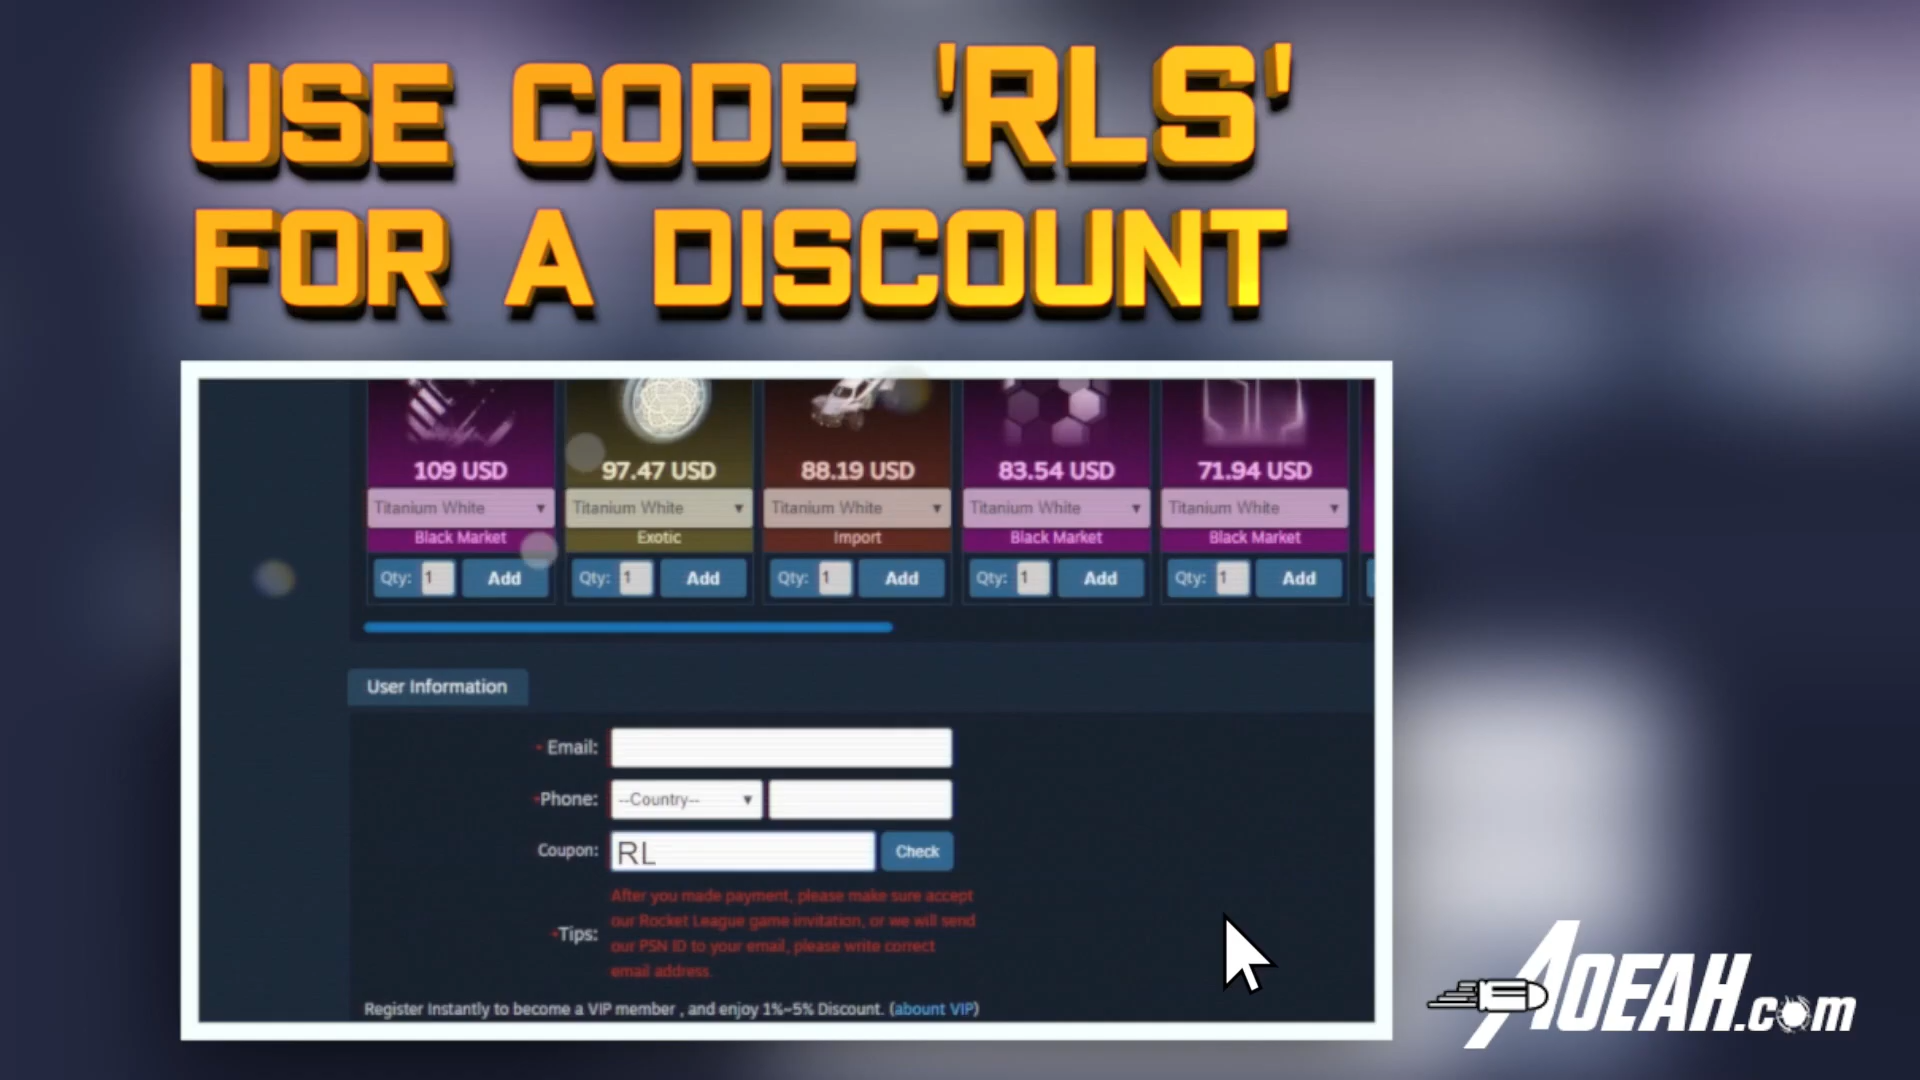 USE CODE 'RLS'
FOR A DISCOUNT
109 USD 97.47 USD 88.19 USD 83.54 USD 71.94 USD
Titanium White Titanium White Titanium White Titanium White Titanium White
Black Market Exotic Import Black Market Black Market
Qty: 1 Add Qty: 1 Add Qty: 1 Add Qty: 1 Add Qty: 1 Add
User Information
* Email:
*Phone: --Country--
Coupon: RL Check
*Tips: After you made payment, please make sure accept
our Rocket League game invitation, or we will send
our PSN ID to your email, please write correct
email address.
Register Instantly to become a VIP member , and enjoy 1%~5% Discount. (abount VIP)
AOEAH.com